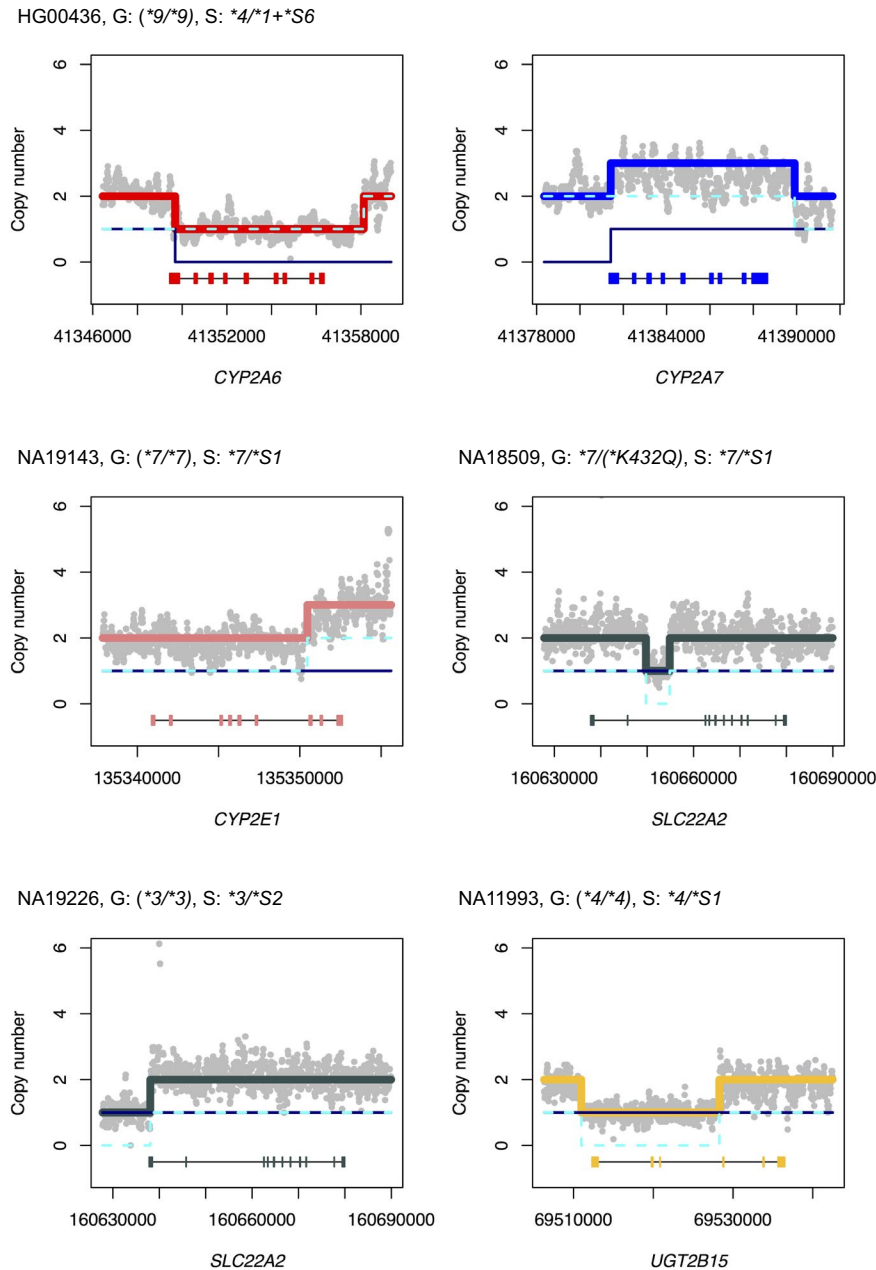 HG00436, G: (*9/*9), S: *4/*1+*S6
6
4
2
0
Copy number
41346000 41352000 41358000
CYP2A6
6
4
2
0
Copy number
41378000 41384000 41390000
CYP2A7
NA19143, G: (*7/*7), S: *7/*S1
6
4
2
0
Copy number
135340000 135350000
CYP2E1
NA18509, G: *7/(*K432Q), S: *7/*S1
6
4
2
0
Copy number
160630000 160660000 160690000
SLC22A2
NA19226, G: (*3/*3), S: *3/*S2
6
4
2
0
Copy number
160630000 160660000 160690000
SLC22A2
NA11993, G: (*4/*4), S: *4/*S1
6
4
2
0
Copy number
69510000 69530000
UGT2B15